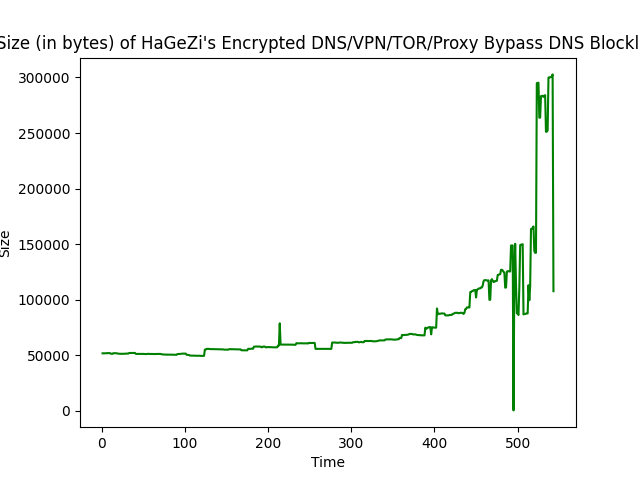 Size (in bytes) of HaGeZi's Encrypted DNS/VPN/TOR/Proxy Bypass DNS Blockl
300000
250000
200000
150000
100000
50000
0
Size
0 100 200 300 400 500
Time